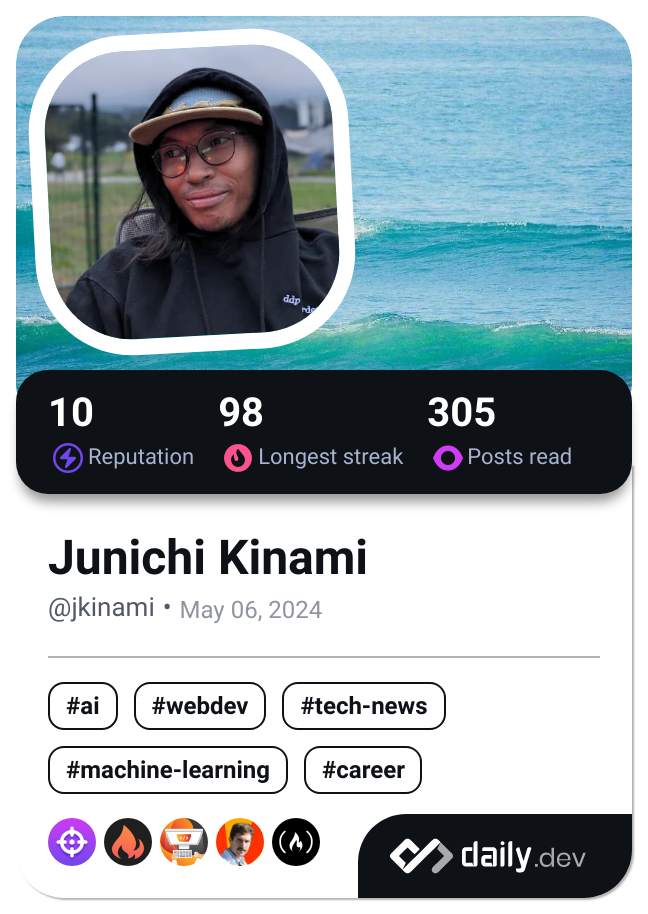 10 98 305
Reputation Longest streak Posts read
Junichi Kinami
@jkinami • May 06, 2024
#ai #webdev #tech-news
#machine-learning #career
daily.dev